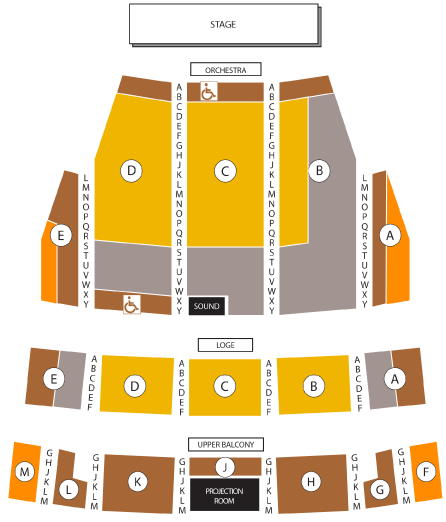 STAGE
ORCHESTRA
A B C D E F G H J K L M N O P Q R S T U V W X Y
A B C D E F G H J K L M N O P Q R S T U V W X Y
D
C
B
L M N O P Q R S T U V W X Y
L M N O P Q R S T U V W X Y
E
A
SOUND
LOGE
E
A B C D E F
D
A B C D E F
C
A B C D E F
B
A B C D E F
A
UPPER BALCONY
M
G H J K L M
L
G H J K L M
K
G H J K L M
J
PROJECTION
ROOM
G H J K L M
H
G H J K L M
G
G H J K L M
F